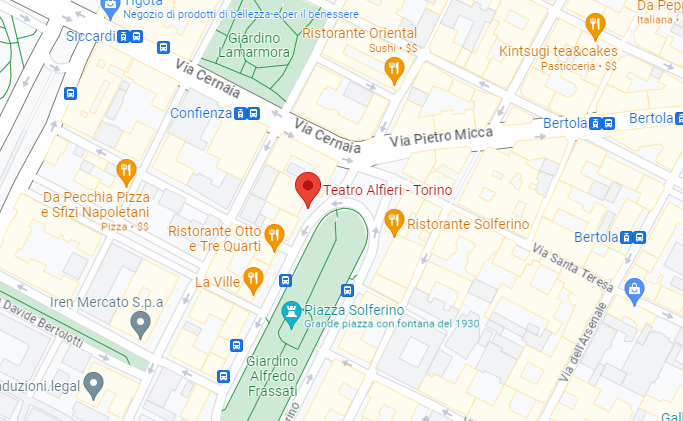 Tigotà
Negozio di prodotti di bellezza e per il benessere
Siccardi
Giardino
Lamarmora
Ristorante Oriental
Sushi • $$
Kintsugi tea&cakes
Pasticceria • $$
Da Pepp
Italiana •
Via Cernaia
Confienza
Via Cernaia
Via Pietro Micca
Bertola
Bertola
Teatro Alfieri - Torino
Da Pecchia Pizza
e Sfizi Napoletani
Pizza • $$
Ristorante Otto
e Tre Quarti
Ristorante Solferino
Bertola
La Ville
Via Santa Teresa
Iren Mercato S.p.a
Piazza Solferino
Grande piazza con fontana del 1930
a Davide Bertolotti
Via dell'Arsenale
Giardino
Alfredo
Frassati
aduzioni.legal
rino
Gall